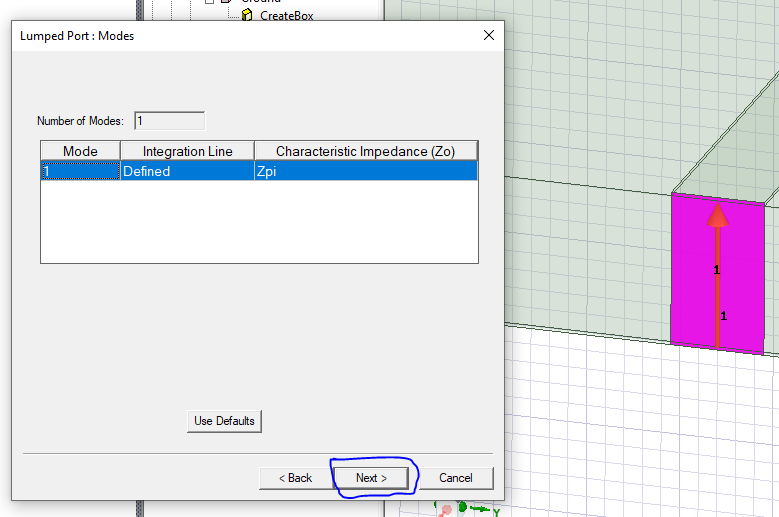 Ground
CreateBox
Lumped Port : Modes
Number of Modes: 1
Mode Integration Line Characteristic Impedance (Zo)
1 Defined Zpi
1
1
Use Defaults
< Back Next > Cancel
Y